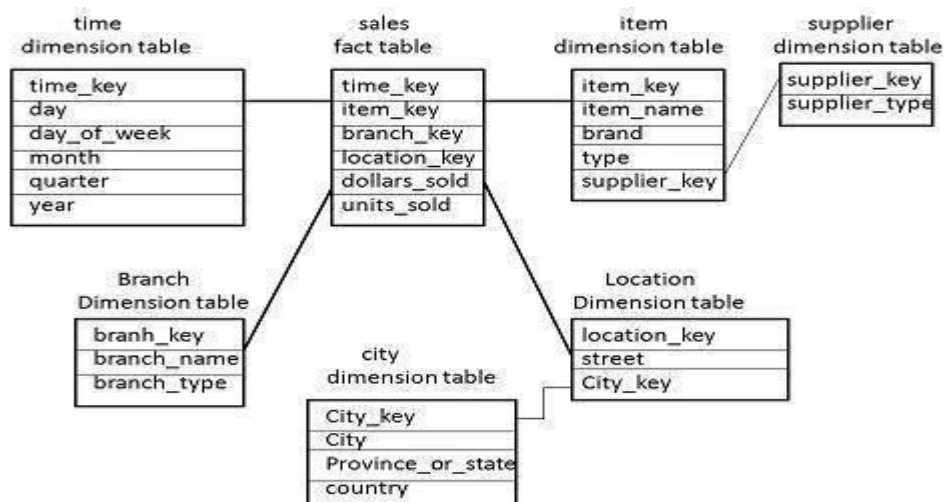 time
dimension table
time_key
day
day_of_week
month
quarter
year
sales
fact table
time_key
item_key
branch_key
location_key
dollars_sold
units_sold
item
dimension table
item_key
item_name
brand
type
supplier_key
supplier
dimension table
supplier_key
supplier_type
Branch
Dimension table
branh_key
branch_name
branch_type
city
dimension table
City_key
City
Province_or_state
country
Location
Dimension table
location_key
street
City_key